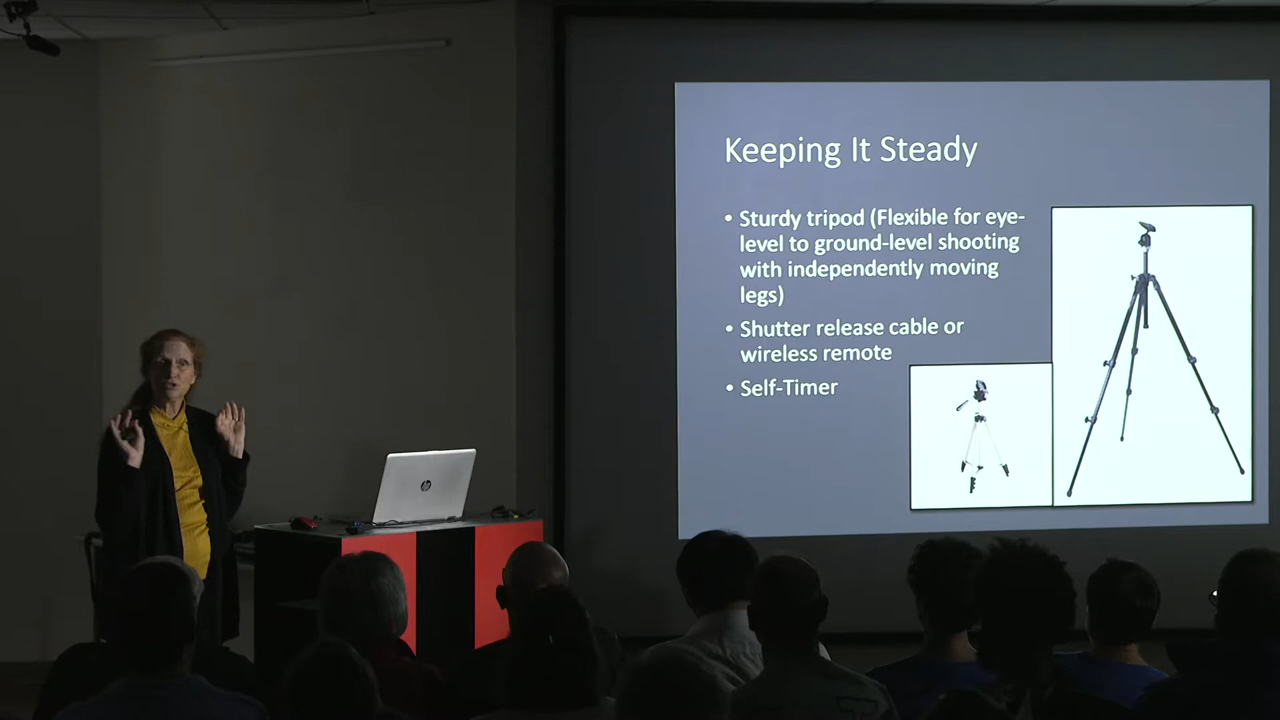 Keeping It Steady
• Sturdy tripod (Flexible for eye-
level to ground-level shooting
with independently moving
legs)
• Shutter release cable or
wireless remote
• Self-Timer
hp